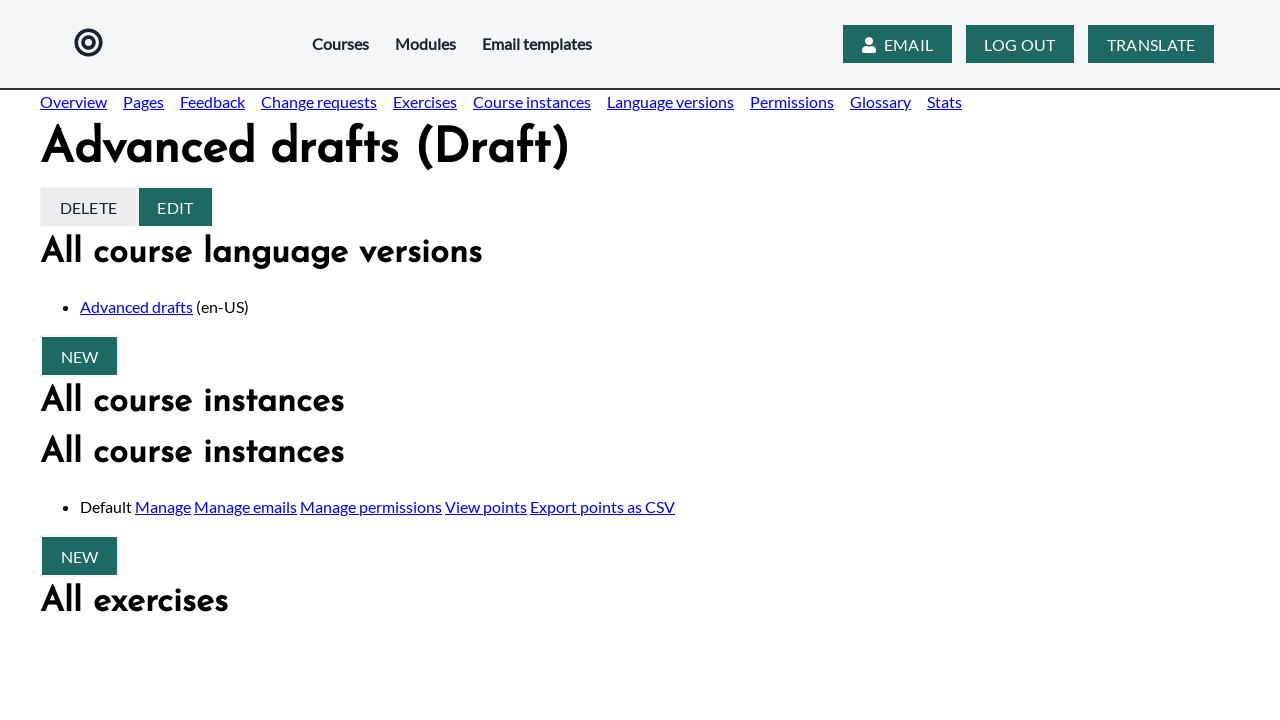 Courses Modules Email templates EMAIL LOG OUT TRANSLATE
Overview Pages Feedback Change requests Exercises Course instances Language versions Permissions Glossary Stats
Advanced drafts (Draft)
DELETE EDIT
All course language versions
• Advanced drafts (en-US)
NEW
All course instances
All course instances
• Default Manage Manage emails Manage permissions View points Export points as CSV
NEW
All exercises